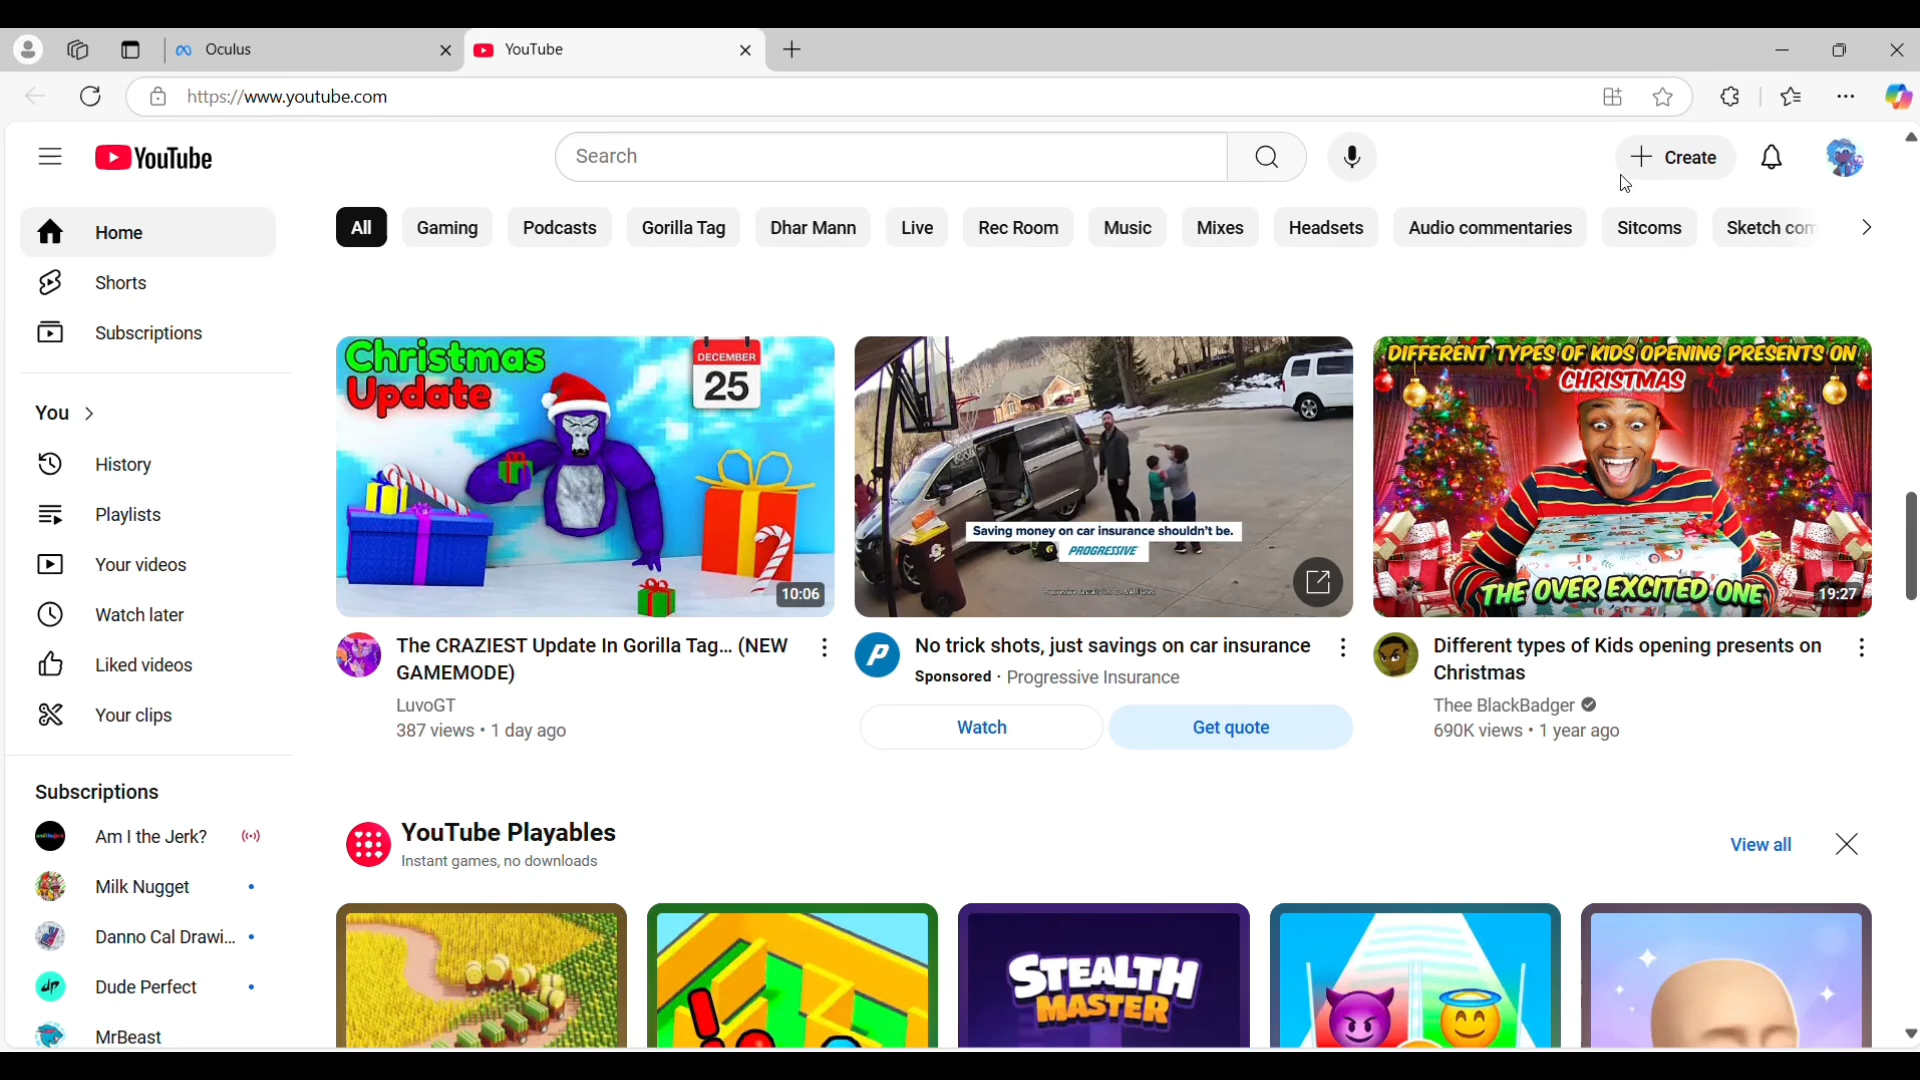 Oculus
YouTube
https://www.youtube.com
YouTube
Search
Create
Home
Shorts
Subscriptions
You
History
Playlists
Your videos
Watch later
Liked videos
Your clips
Subscriptions
Am I the Jerk?
Milk Nugget
Danno Cal Drawi...
Dude Perfect
MrBeast
All
Gaming
Podcasts
Gorilla Tag
Dhar Mann
Live
Rec Room
Music
Mixes
Headsets
Audio commentaries
Sitcoms
Sketch com
Christmas
Update
DECEMBER
25
10:06
The CRAZIEST Update In Gorilla Tag... (NEW
GAMEMODE)
LuvoGT
387 views • 1 day ago
Saving money on car insurance shouldn't be.
PROGRESSIVE
No trick shots, just savings on car insurance
Sponsored · Progressive Insurance
Watch
Get quote
DIFFERENT TYPES OF KIDS OPENING PRESENTS ON
CHRISTMAS
THE OVER EXCITED ONE
19:27
Different types of Kids opening presents on
Christmas
Thee BlackBadger
690K views • 1 year ago
YouTube Playables
Instant games, no downloads
View all
STEALTH
MASTER